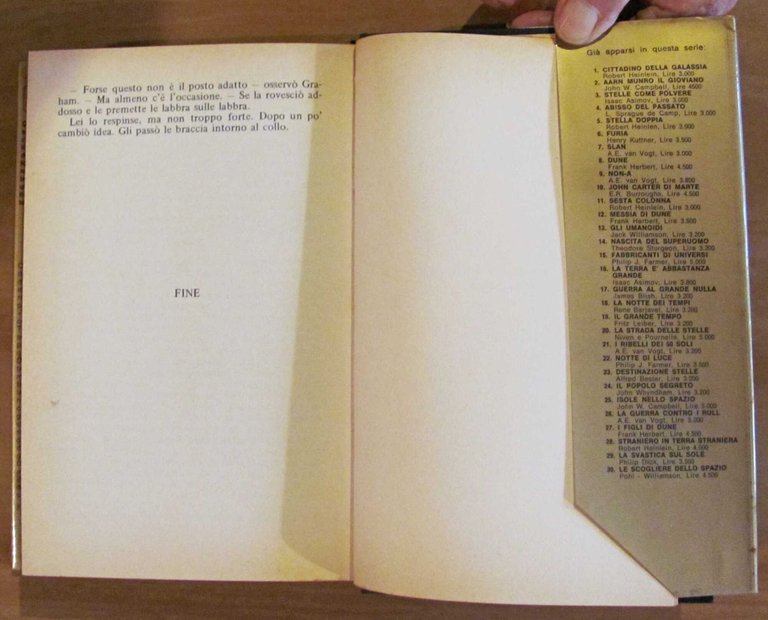 — Forse questo non è il posto adatto — osservò Gra-
ham. — Ma almeno c'è l'occasione. — Se la rovesciò ad-
dosso e le premette le labbra sulle labbra.
Lei lo respinse, ma non troppo forte. Dopo un po'
cambiò idea. Gli passò le braccia intorno al collo.
FINE
Già apparsi in questa serie:
1. CITTADINO DELLA GALASSIA
Robert Heinlein, Lire 3.000
2. AARN MUNRO IL GIOVIANO
John W. Campbell, Lire 4500
3. STELLE COME POLVERE
Isaac Asimov, Lire 3.000
4. ABISSO DEL PASSATO
L. Sprague de Camp, Lire 3.000
5. STELLA DOPPIA
Robert Heinlen, Lire 3.900
6. FURIA
Henry Kuttner, Lire 3.500
7. SLAN
A.E. van Vogt, Lire 3.000
8. DUNE
Frank Herbert, Lire 4.500
9. NON-A
A.E. van Vogt, Lire 3.800
10. JOHN CARTER DI MARTE
E.R. Burroughs, Lire 4.500
11. SESTA COLONNA
Robert Heinlein, Lire 3.000
12. MESSIA DI DUNE
Frank Herbert, Lire 3.500
13. GLI UMANOIDI
Jack Williamson, Lire 3.200
14. NASCITA DEL SUPERUOMO
Theodore Sturgeon, Lire 3.300
15. FABBRICANTI DI UNIVERSI
Philip J. Farmer, Lire 5.000
16. LA TERRA E' ABBASTANZA
GRANDE
Isaac Asimov, Lire 3.800
17. GUERRA AL GRANDE NULLA
James Blish, Lire 3.200
18. LA NOTTE DEI TEMPI
René Barjavel, Lire 3.200
19. IL GRANDE TEMPO
Fritz Leiber, Lire 3.200
20. LA STRADA DELLE STELLE
Niven e Pournelle, Lire 5.000
21. I RIBELLI DEI 50 SOLI
A.E. van Vogt, Lire 3.200
22. NOTTE DI LUCE
Philip J. Farmer, Lire 3.500
23. DESTINAZIONE STELLE
Alfred Bester, Lire 3.500
24. IL POPOLO SEGRETO
John Whyndham, Lire 3.200
25. ISOLE NELLO SPAZIO
John W. Campbell, Lire 5.000
26. LA GUERRA CONTRO I RULL
A.E. van Vogt, Lire 3.000
27. I FIGLI DI DUNE
Frank Herbert, Lire 4.500
28. STRANIERO IN TERRA STRANIERA
Robert Heinlein, Lire 4.500
29. LA SVASTICA SUL SOLE
Philip Dick, Lire 3.500
30. LE SCOGLIERE DELLO SPAZIO
Pohl - Williamson, Lire 4.500